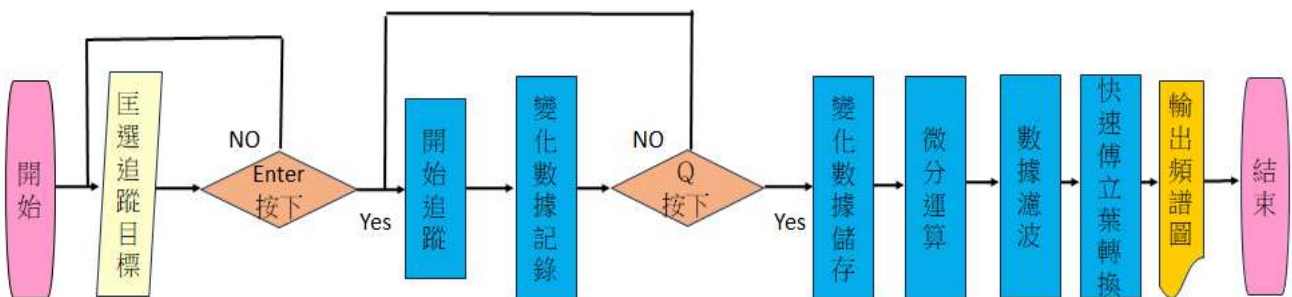 開始
匡選追蹤目標
NO
Enter
按下
Yes
開始追蹤
變化數據記錄
NO
Q
按下
Yes
變化數據儲存
微分運算
數據濾波
快速傅立葉轉換
輸出頻譜圖
結束